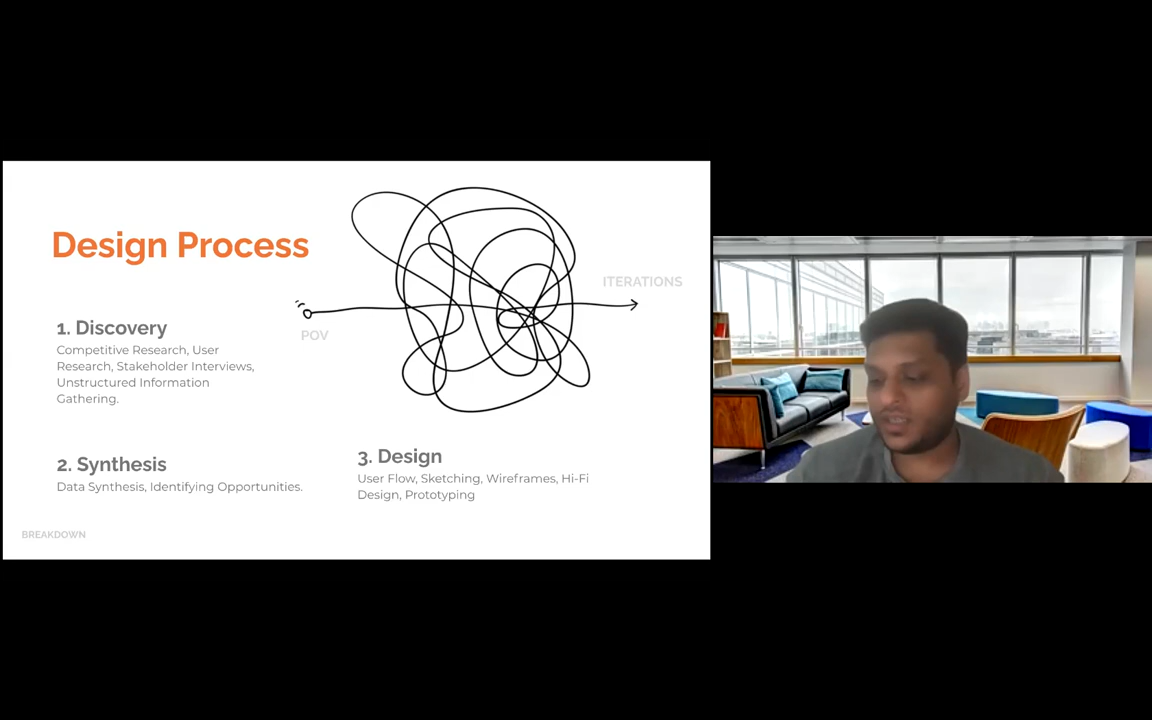 Design Process
ITERATIONS
POV
1. Discovery
Competitive Research, User
Research, Stakeholder Interviews,
Unstructured Information
Gathering.
2. Synthesis
Data Synthesis, Identifying Opportunities.
3. Design
User Flow, Sketching, Wireframes, Hi-Fi
Design, Prototyping
BREAKDOWN